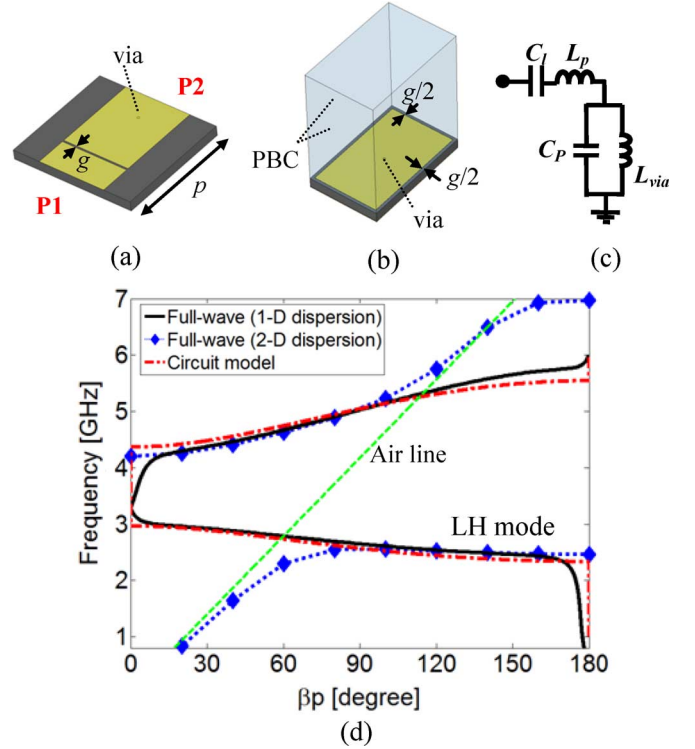 via
P2
g
P1
p
(a)
g/2
PBC
g/2
via
(b)
C_l L_p
C_P
L_via
(c)
Full-wave (1-D dispersion)
Full-wave (2-D dispersion)
Circuit model
Air line
LH mode
Frequency [GHz]
7
6
5
4
3
2
1
0 30 60 90 120 150 180
βp [degree]
(d)